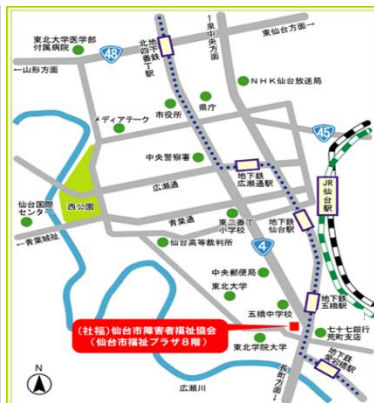 東北大学医学部
付属病院
48
←山形方面
地下鉄
北四番丁駅
←泉中央方面
東仙台方面→
NHK仙台放送局
県庁
市役所
メディアテーク
45
中央警察署
広瀬通
地下鉄
広瀬通駅
JR
仙台駅
仙台国際
センター
西公園
青葉通
東二番丁
小学校
地下鉄
仙台駅
←青葉城址
仙台高等裁判所
4
中央郵便局
東北大学
地下鉄
五橋駅
五橋中学校
(社福)仙台市障害者福祉協会
(仙台市福祉プラザ8階)
七十七銀行
荒町支店
東北学院大学
地下鉄
愛宕橋駅
長町方面↓
広瀬川
N